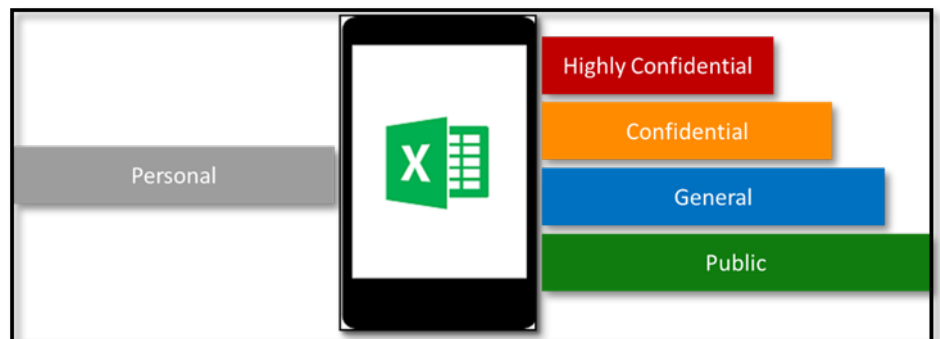 Personal
X
Highly Confidential
Confidential
General
Public